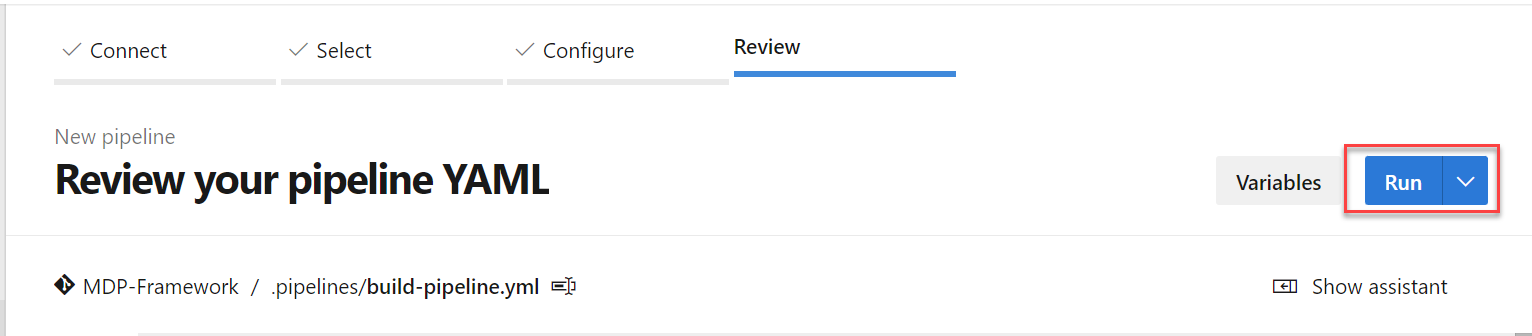 Connect Select Configure Review
New pipeline
Review your pipeline YAML
Variables Run
MDP-Framework / .pipelines/build-pipeline.yml Show assistant